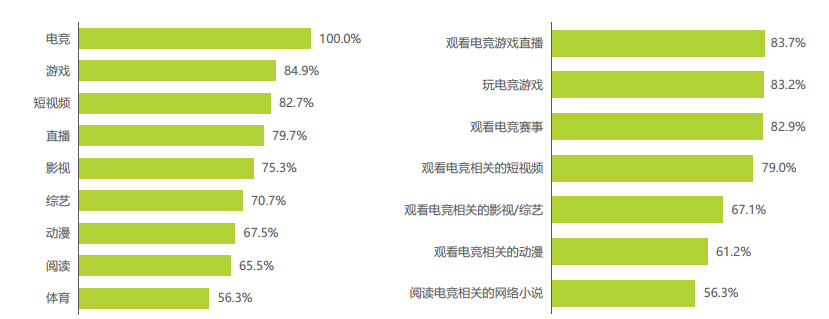 电竞 100.0%
游戏 84.9%
短视频 82.7%
直播 79.7%
影视 75.3%
综艺 70.7%
动漫 67.5%
阅读 65.5%
体育 56.3%
观看电竞游戏直播 83.7%
玩电竞游戏 83.2%
观看电竞赛事 82.9%
观看电竞相关的短视频 79.0%
观看电竞相关的影视/综艺 67.1%
观看电竞相关的动漫 61.2%
阅读电竞相关的网络小说 56.3%